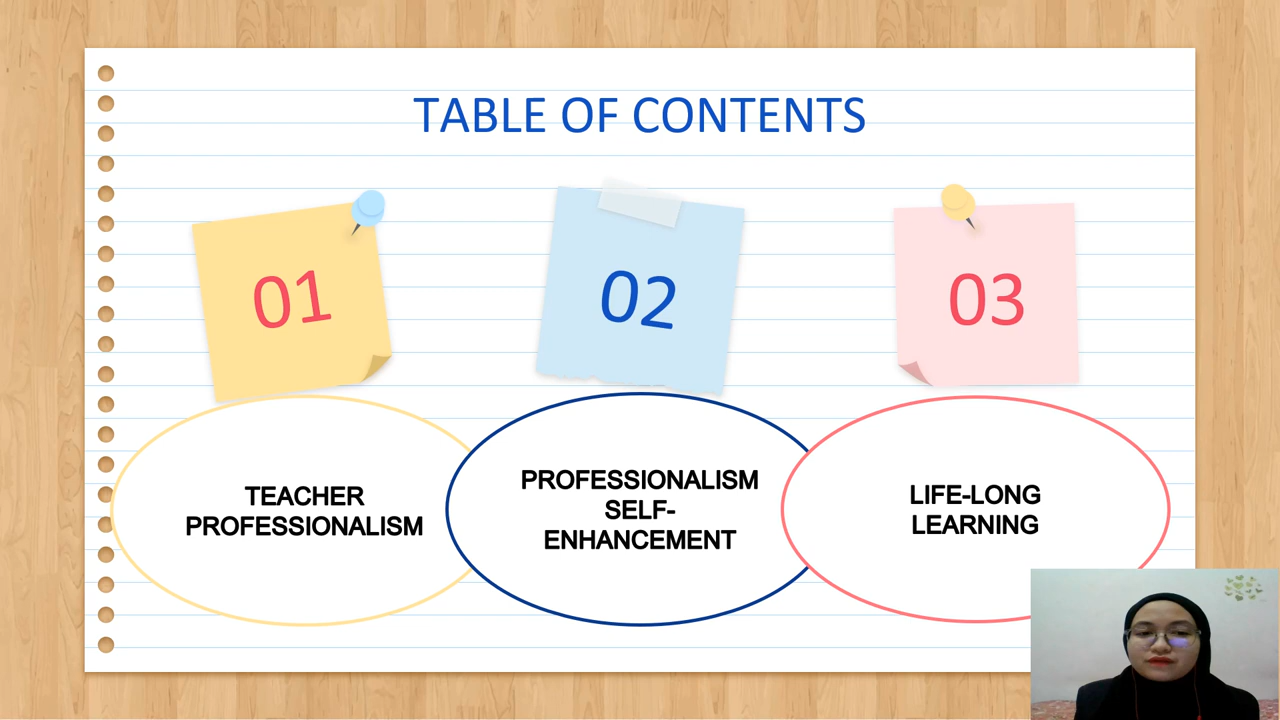 TABLE OF CONTENTS
01
02
03
TEACHER
PROFESSIONALISM
PROFESSIONALISM
SELF-
ENHANCEMENT
LIFE-LONG
LEARNING